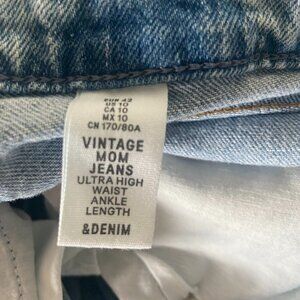 EUR 42
US 10
CA 10
MX 10
CN 170/80A
VINTAGE
MOM
JEANS
ULTRA HIGH
WAIST
ANKLE
LENGTH
&DENIM